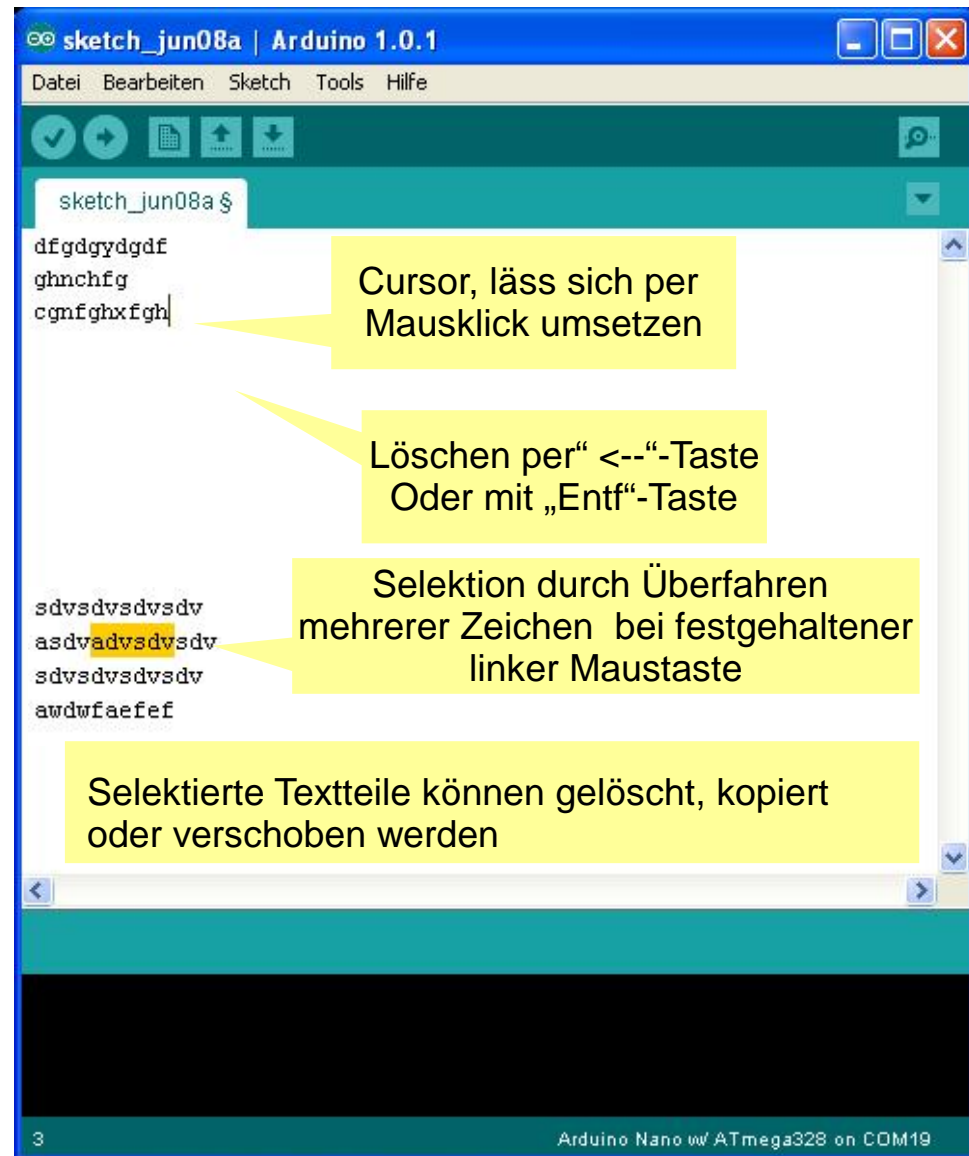 sketch_jun08a | Arduino 1.0.1
Datei Bearbeiten Sketch Tools Hilfe
sketch_jun08a §
dfgdgydgdf
ghnchfg
cgnfghxfgh
Cursor, läss sich per
Mausklick umsetzen
Löschen per“ <--“-Taste
Oder mit „Entf“-Taste
Selektion durch Überfahren
mehrerer Zeichen bei festgehaltener
linker Maustaste
sdvsdvsdvsdv
asdvadvsdvsdv
sdvsdvsdvsdv
awdwfaefef
Selektierte Textteile können gelöscht, kopiert
oder verschoben werden
3
Arduino Nano w/ ATmega328 on COM19